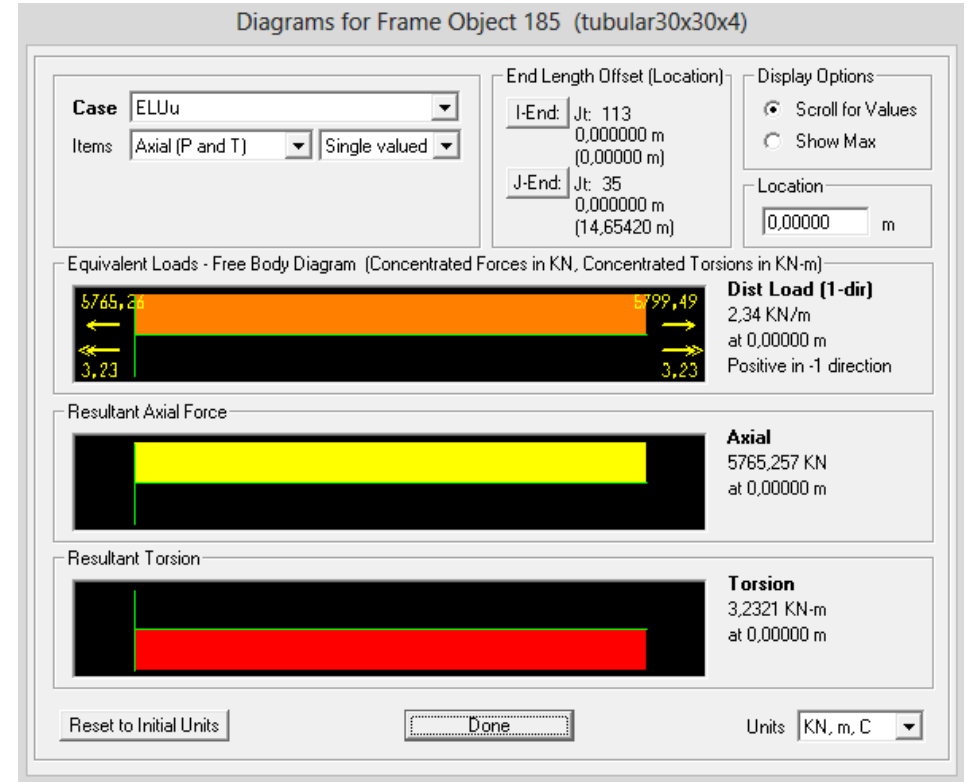 Diagrams for Frame Object 185 (tubular30x30x4)
Case ELUu
Items Axial (P and T) Single valued
End Length Offset (Location)
I-End: Jt: 113
0,000000 m
(0,00000 m)
J-End: Jt: 35
0,000000 m
(14,65420 m)
Display Options
Scroll for Values
Show Max
Location
0,00000 m
Equivalent Loads - Free Body Diagram (Concentrated Forces in KN, Concentrated Torsions in KN-m)
5765,26 5799,49
3,23 3,23
Dist Load (1-dir)
2,34 KN/m
at 0,00000 m
Positive in -1 direction
Resultant Axial Force
Axial
5765,257 KN
at 0,00000 m
Resultant Torsion
Torsion
3,2321 KN-m
at 0,00000 m
Reset to Initial Units Done Units KN, m, C